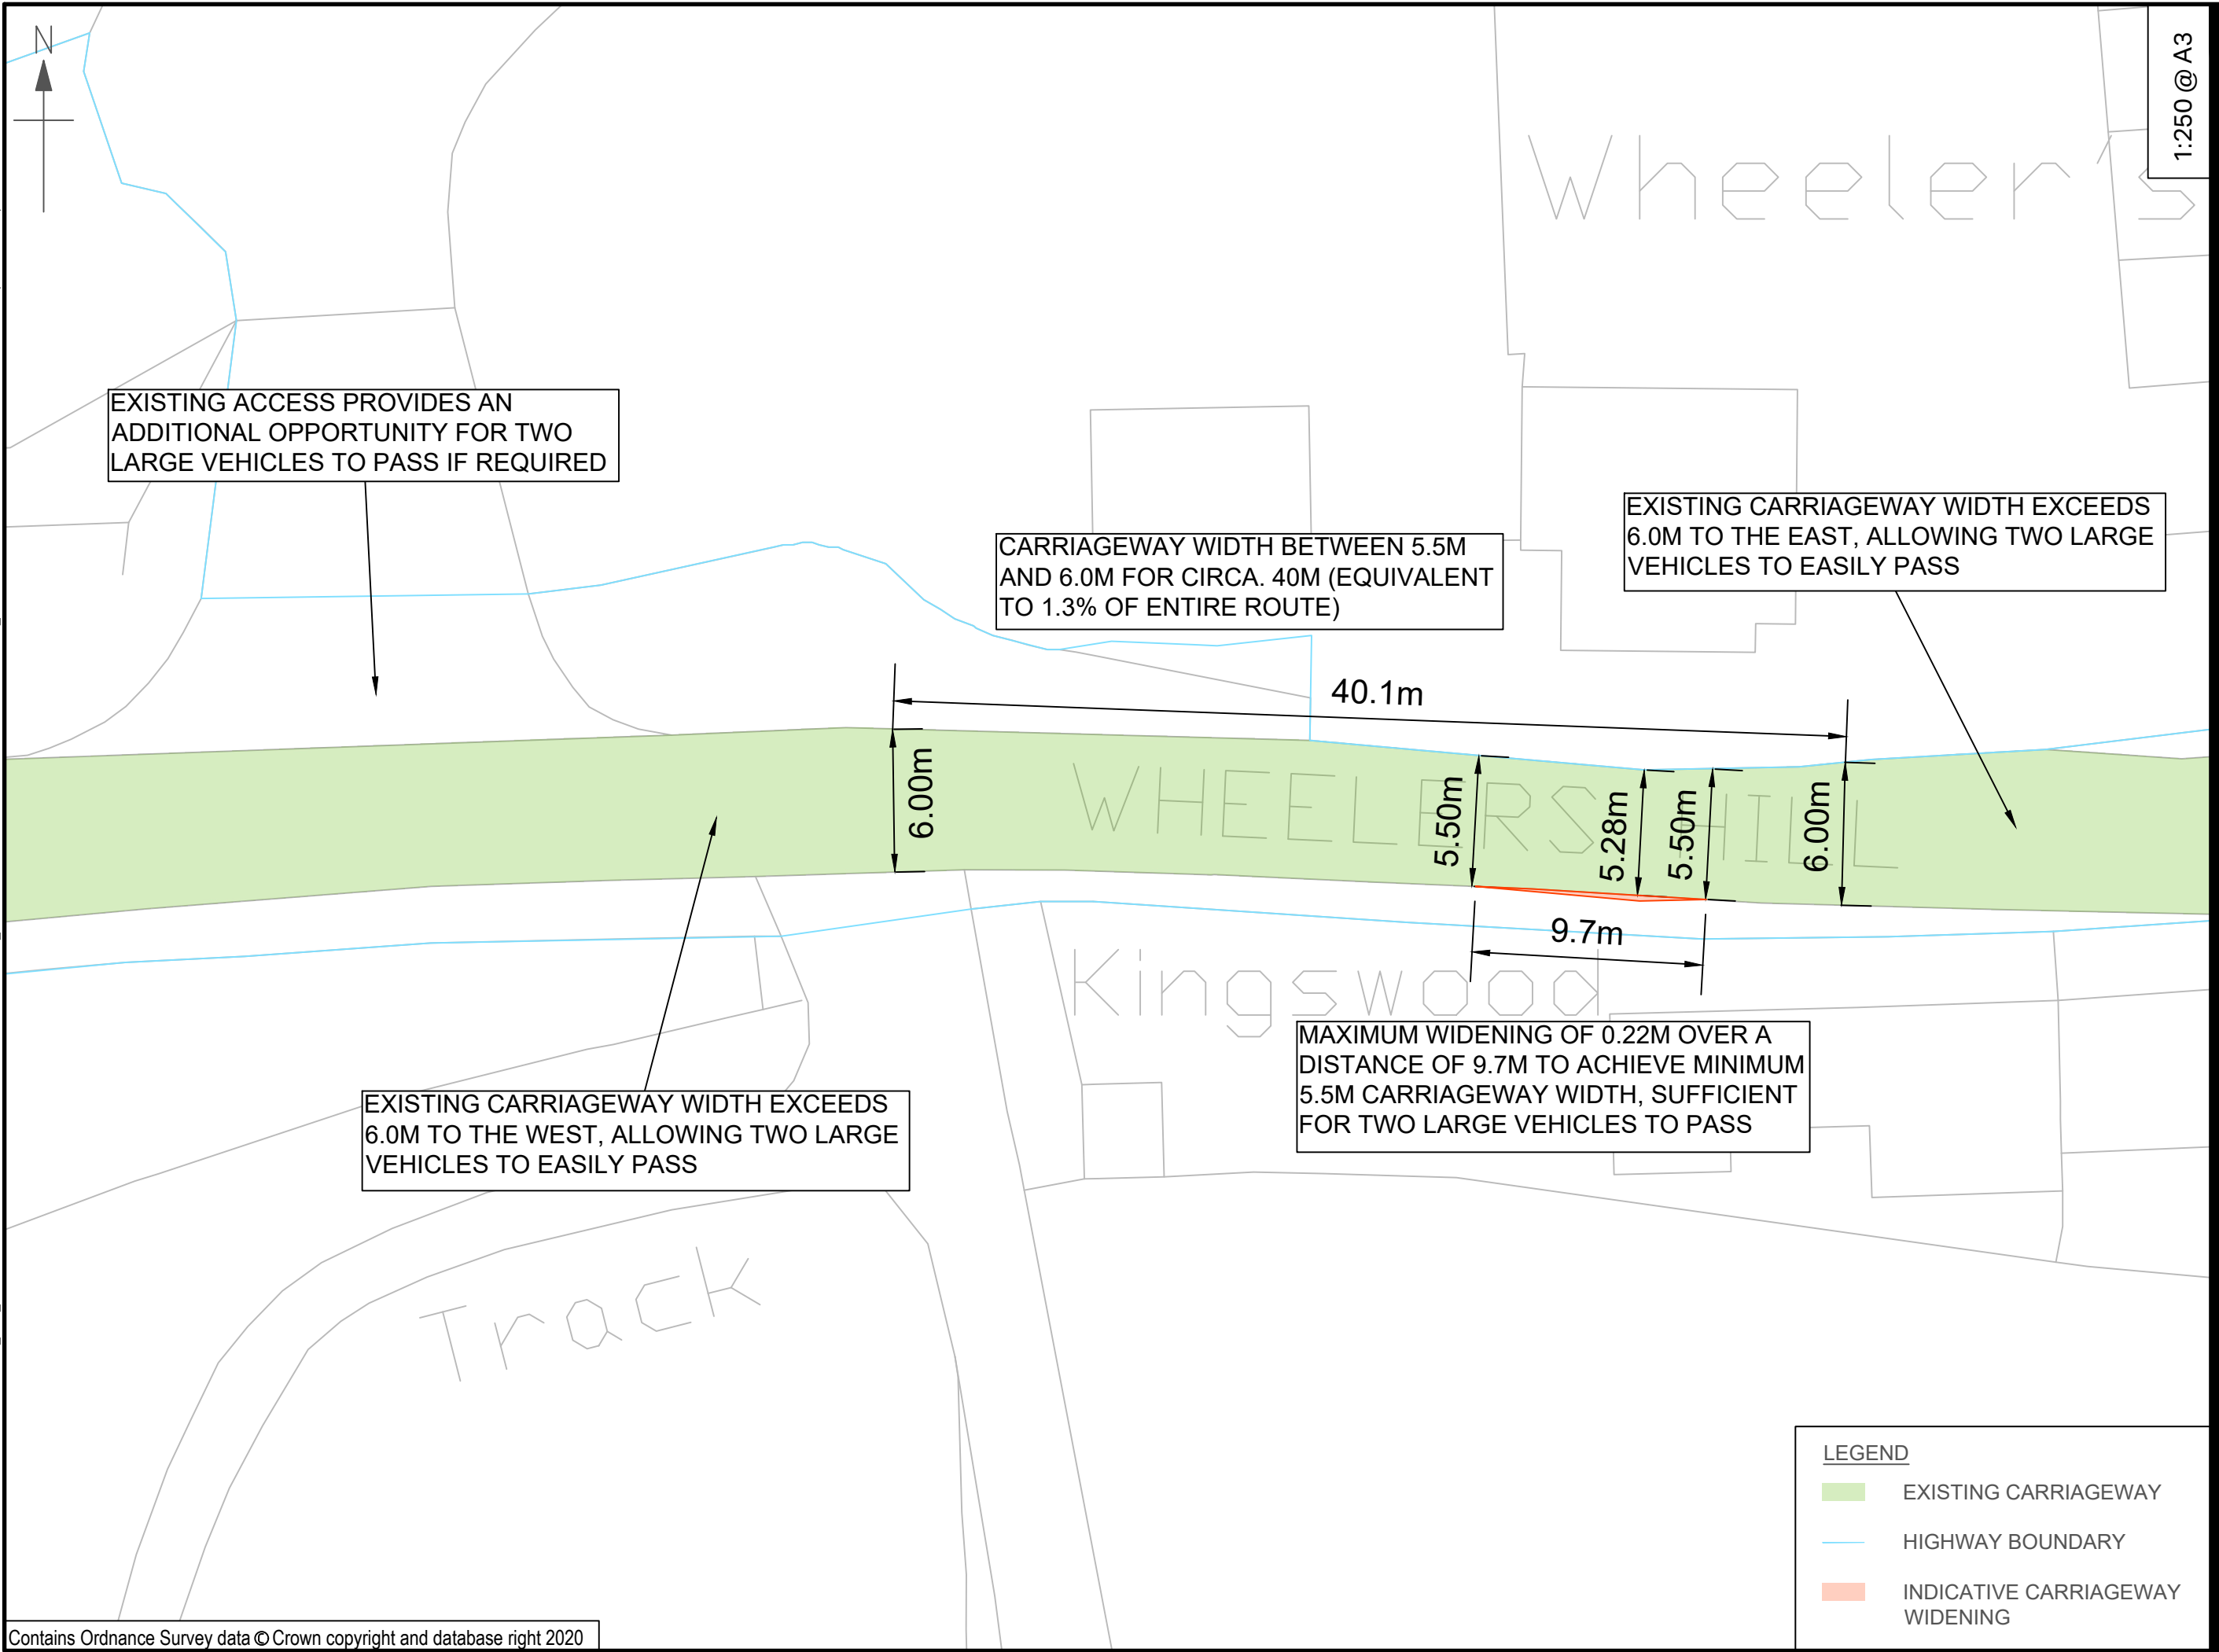 N
1:250 @ A3
Wheeler's
EXISTING ACCESS PROVIDES AN
ADDITIONAL OPPORTUNITY FOR TWO
LARGE VEHICLES TO PASS IF REQUIRED
CARRIAGEWAY WIDTH BETWEEN 5.5M
AND 6.0M FOR CIRCA. 40M (EQUIVALENT
TO 1.3% OF ENTIRE ROUTE)
EXISTING CARRIAGEWAY WIDTH EXCEEDS
6.0M TO THE EAST, ALLOWING TWO LARGE
VEHICLES TO EASILY PASS
40.1m
6.00m
WHEELERS HILL
5.50m
5.28m
5.50m
6.00m
9.7m
Kingswood
MAXIMUM WIDENING OF 0.22M OVER A
DISTANCE OF 9.7M TO ACHIEVE MINIMUM
5.5M CARRIAGEWAY WIDTH, SUFFICIENT
FOR TWO LARGE VEHICLES TO PASS
EXISTING CARRIAGEWAY WIDTH EXCEEDS
6.0M TO THE WEST, ALLOWING TWO LARGE
VEHICLES TO EASILY PASS
Track
LEGEND
EXISTING CARRIAGEWAY
HIGHWAY BOUNDARY
INDICATIVE CARRIAGEWAY
WIDENING
Contains Ordnance Survey data © Crown copyright and database right 2020